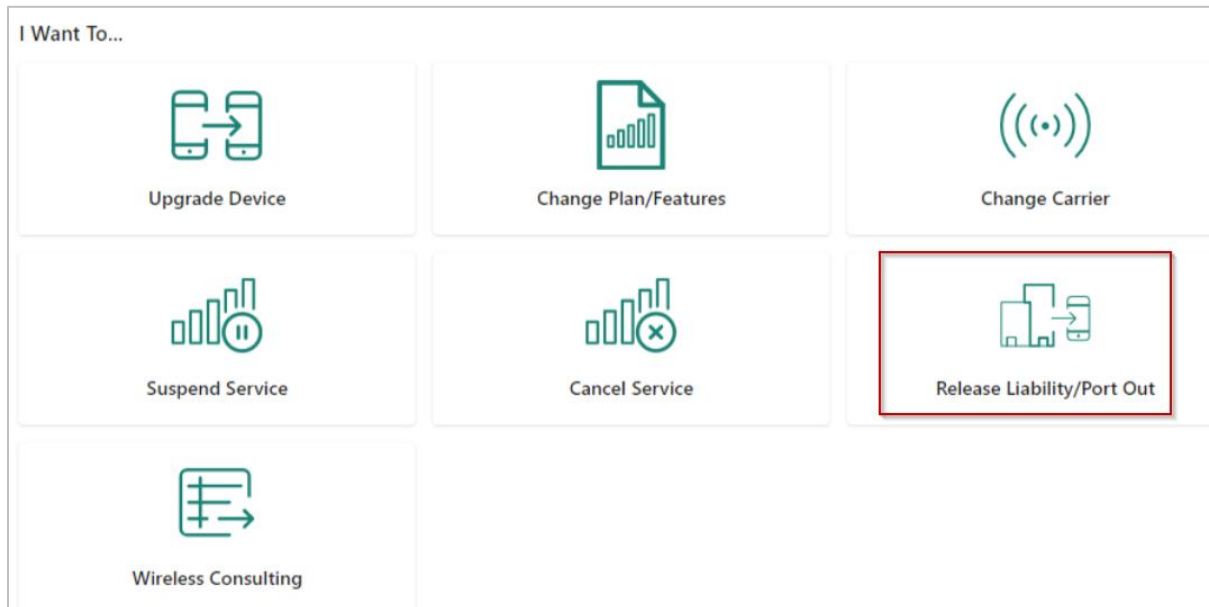 I Want To...
Upgrade Device
Change Plan/Features
Change Carrier
Suspend Service
Cancel Service
Release Liability/Port Out
Wireless Consulting